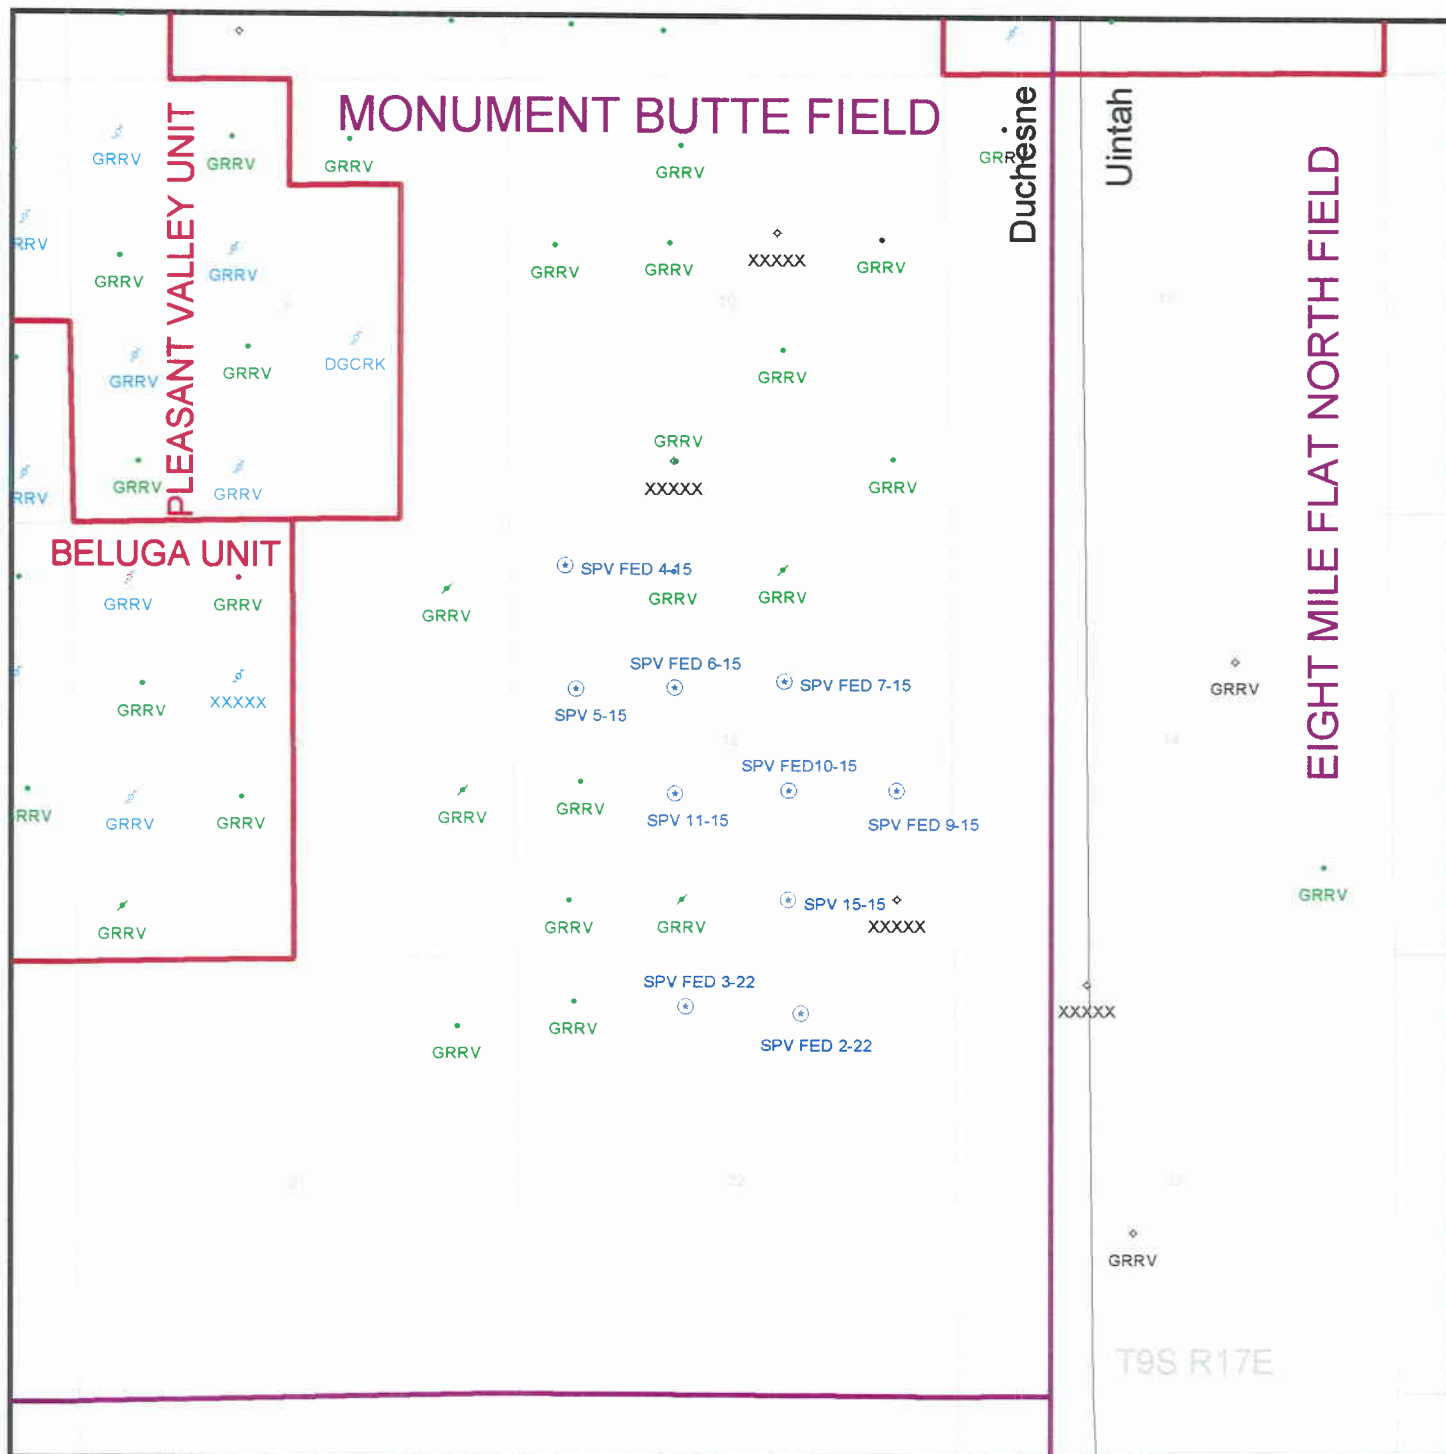 MONUMENT BUTTE FIELD
Duchesne
Uintah
PLEASANT VALLEY UNIT
EIGHT MILE FLAT NORTH FIELD
GRRV
GRRV
GRRV
GRRV
GRRV
RRV
GRRV
GRRV
GRRV
GRRV
XXXXX
GRRV
10
GRRV
GRRV
DGCRK
GRRV
GRRV
XXXXX
GRRV
RRV
GRRV
GRRV
BELUGA UNIT
SPV FED 4-15
GRRV
GRRV
GRRV
GRRV
GRRV
SPV FED 6-15
SPV FED 7-15
SPV 5-15
GRRV
XXXXX
GRRV
15
14
SPV FED10-15
SPV 11-15
SPV FED 9-15
RRV
GRRV
GRRV
GRRV
GRRV
GRRV
SPV 15-15
XXXXX
GRRV
GRRV
GRRV
SPV FED 3-22
SPV FED 2-22
GRRV
GRRV
XXXXX
22
GRRV
T9S R17E